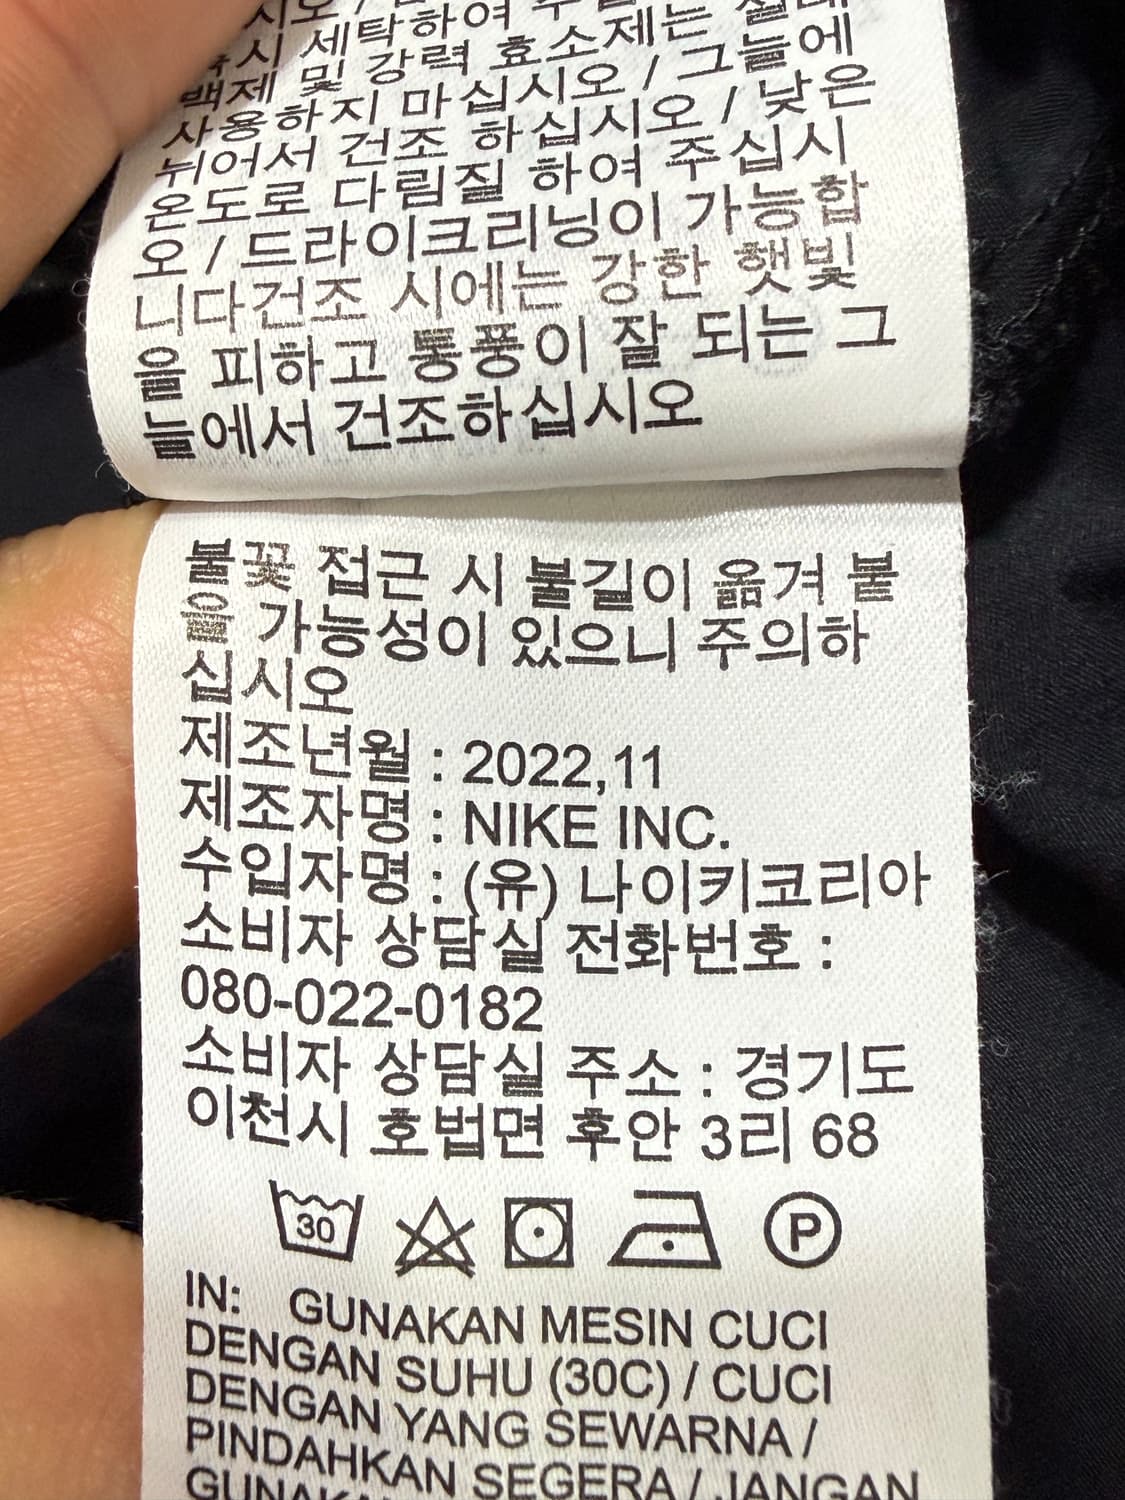 시 세탁하여
백제 및 강력 효소제는
사용하지 마십시오 / 그늘에
뉘어서 건조 하십시오 / 낮은
온도로 다림질 하여 주십시
오 / 드라이크리닝이 가능합
니다건조 시에는 강한 햇빛
을 피하고 통풍이 잘 되는 그
늘에서 건조하십시오
불꽃 접근 시 불길이 옮겨 붙
을 가능성이 있으니 주의하
십시오
제조년월 : 2022,11
제조자명 : NIKE INC.
수입자명 : (유) 나이키코리아
소비자 상담실 전화번호 :
080-022-0182
소비자 상담실 주소 : 경기도
이천시 호법면 후안 3리 68
30 P
IN: GUNAKAN MESIN CUCI
DENGAN SUHU (30C) / CUCI
DENGAN YANG SEWARNA /
PINDAHKAN SEGERA / JANGAN